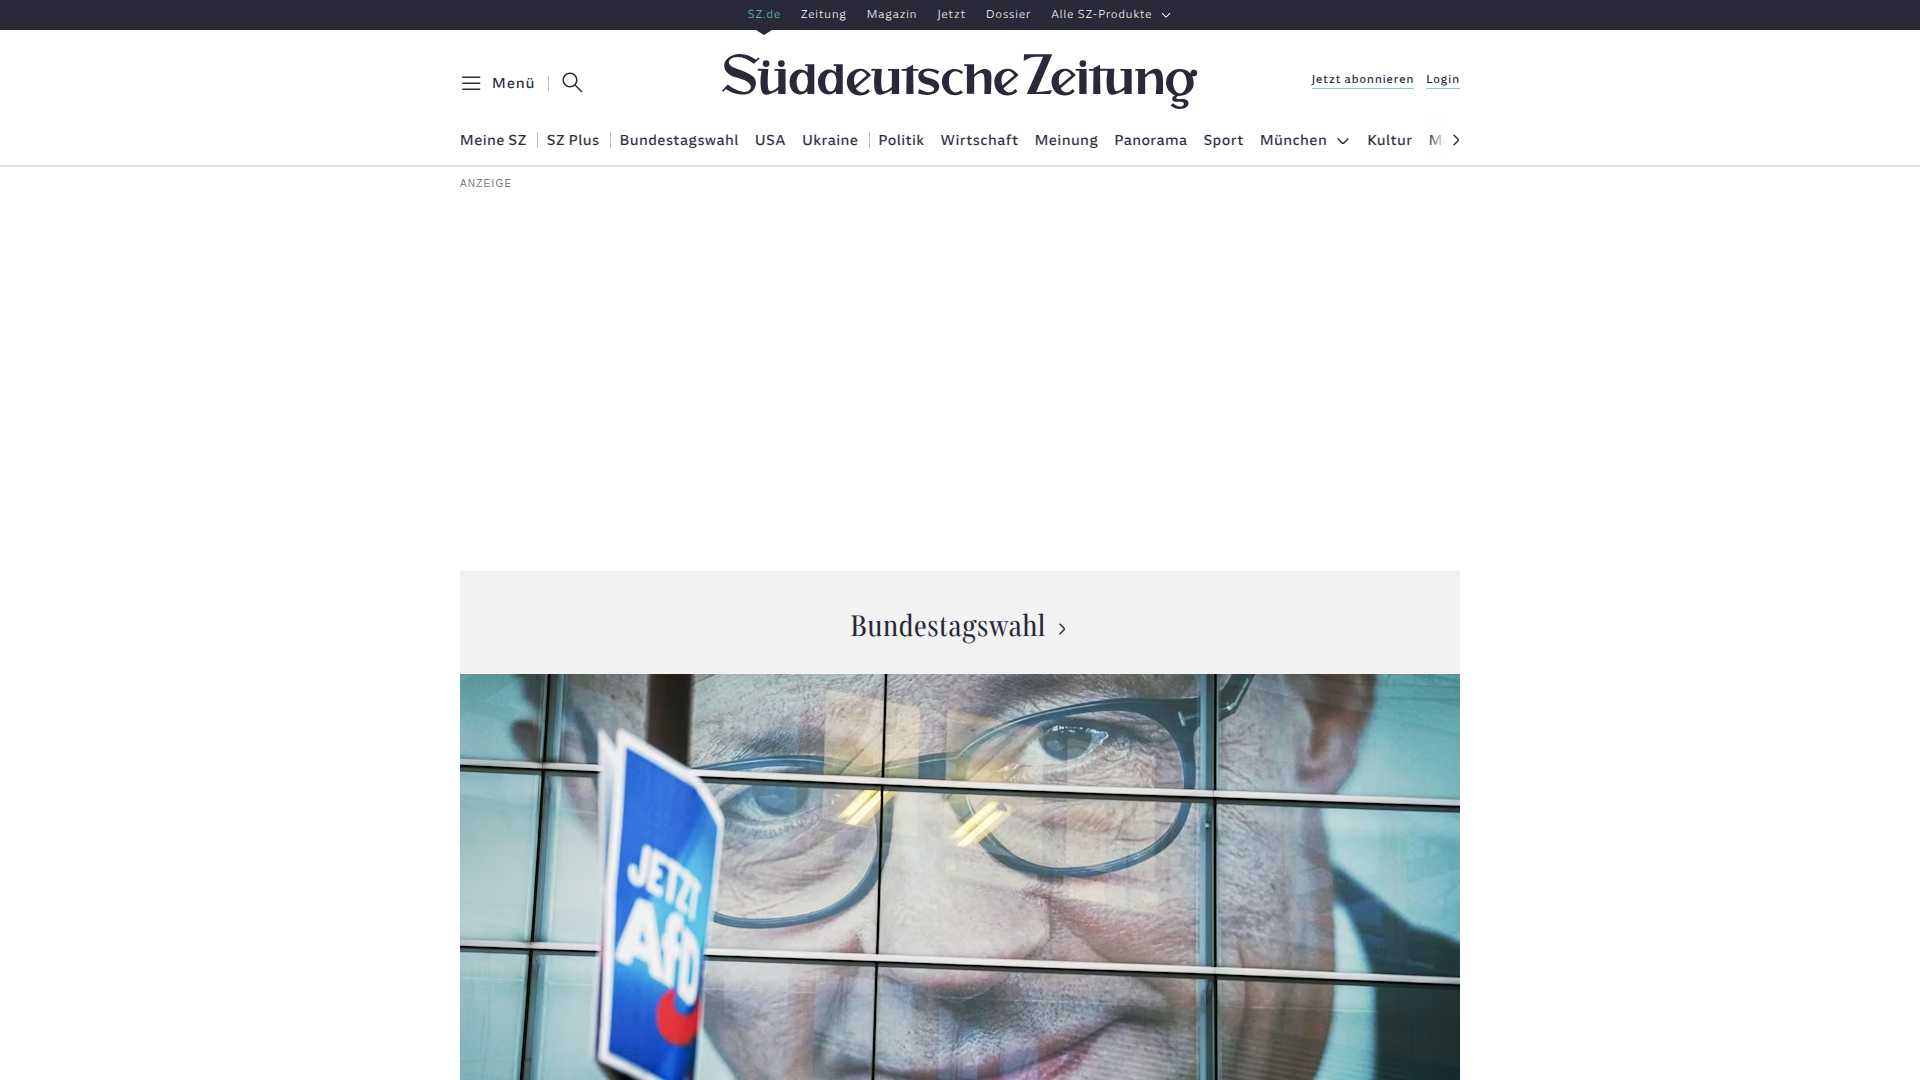 SZ.de Zeitung Magazin Jetzt Dossier Alle SZ-Produkte
Menü
Süddeutsche Zeitung
Jetzt abonnieren Login
Meine SZ SZ Plus Bundestagswahl USA Ukraine Politik Wirtschaft Meinung Panorama Sport München Kultur M
ANZEIGE
Bundestagswahl
JETZT
AfD